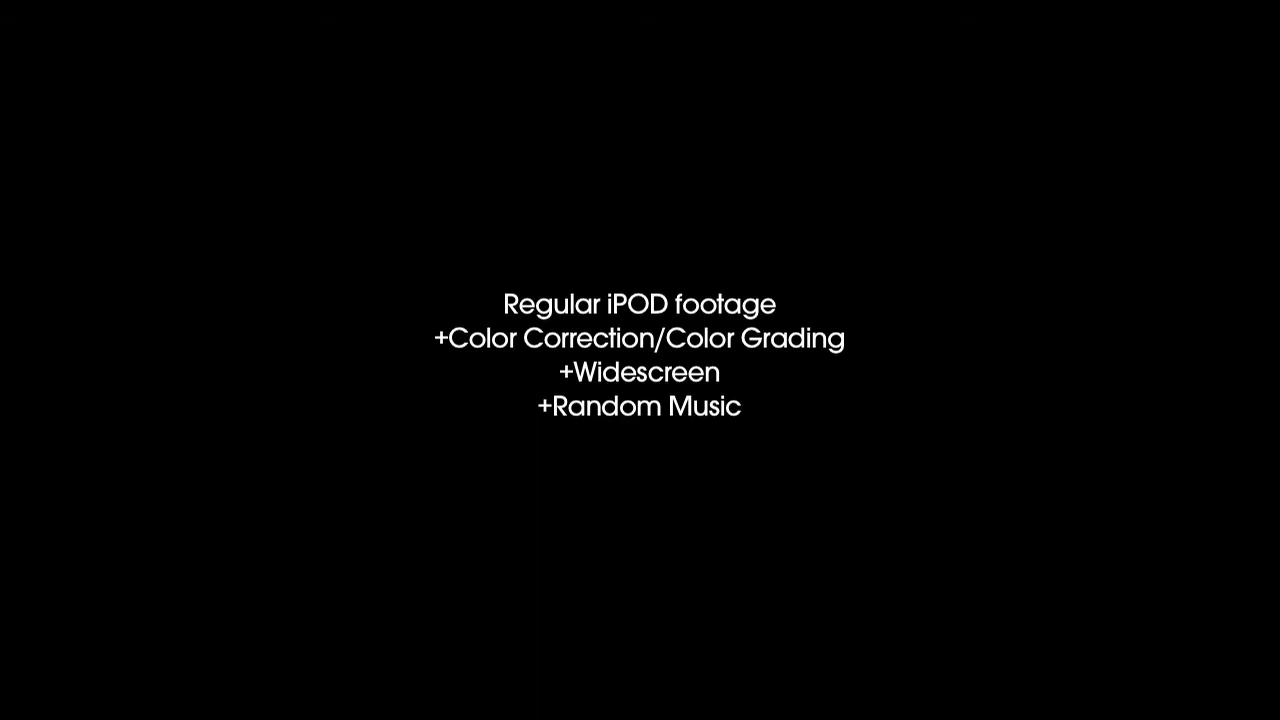 Regular iPOD footage
+Color Correction/Color Grading
+Widescreen
+Random Music